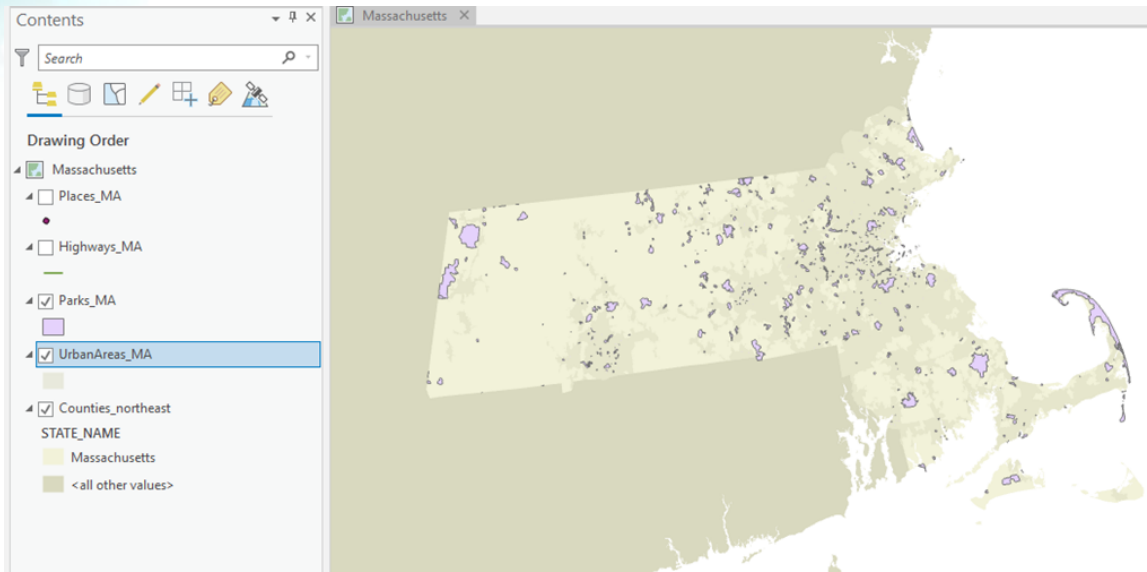 Contents
Search
Drawing Order
Massachusetts
Places_MA
Highways_MA
Parks_MA
UrbanAreas_MA
Counties_northeast
STATE_NAME
Massachusetts
<all other values>
Massachusetts